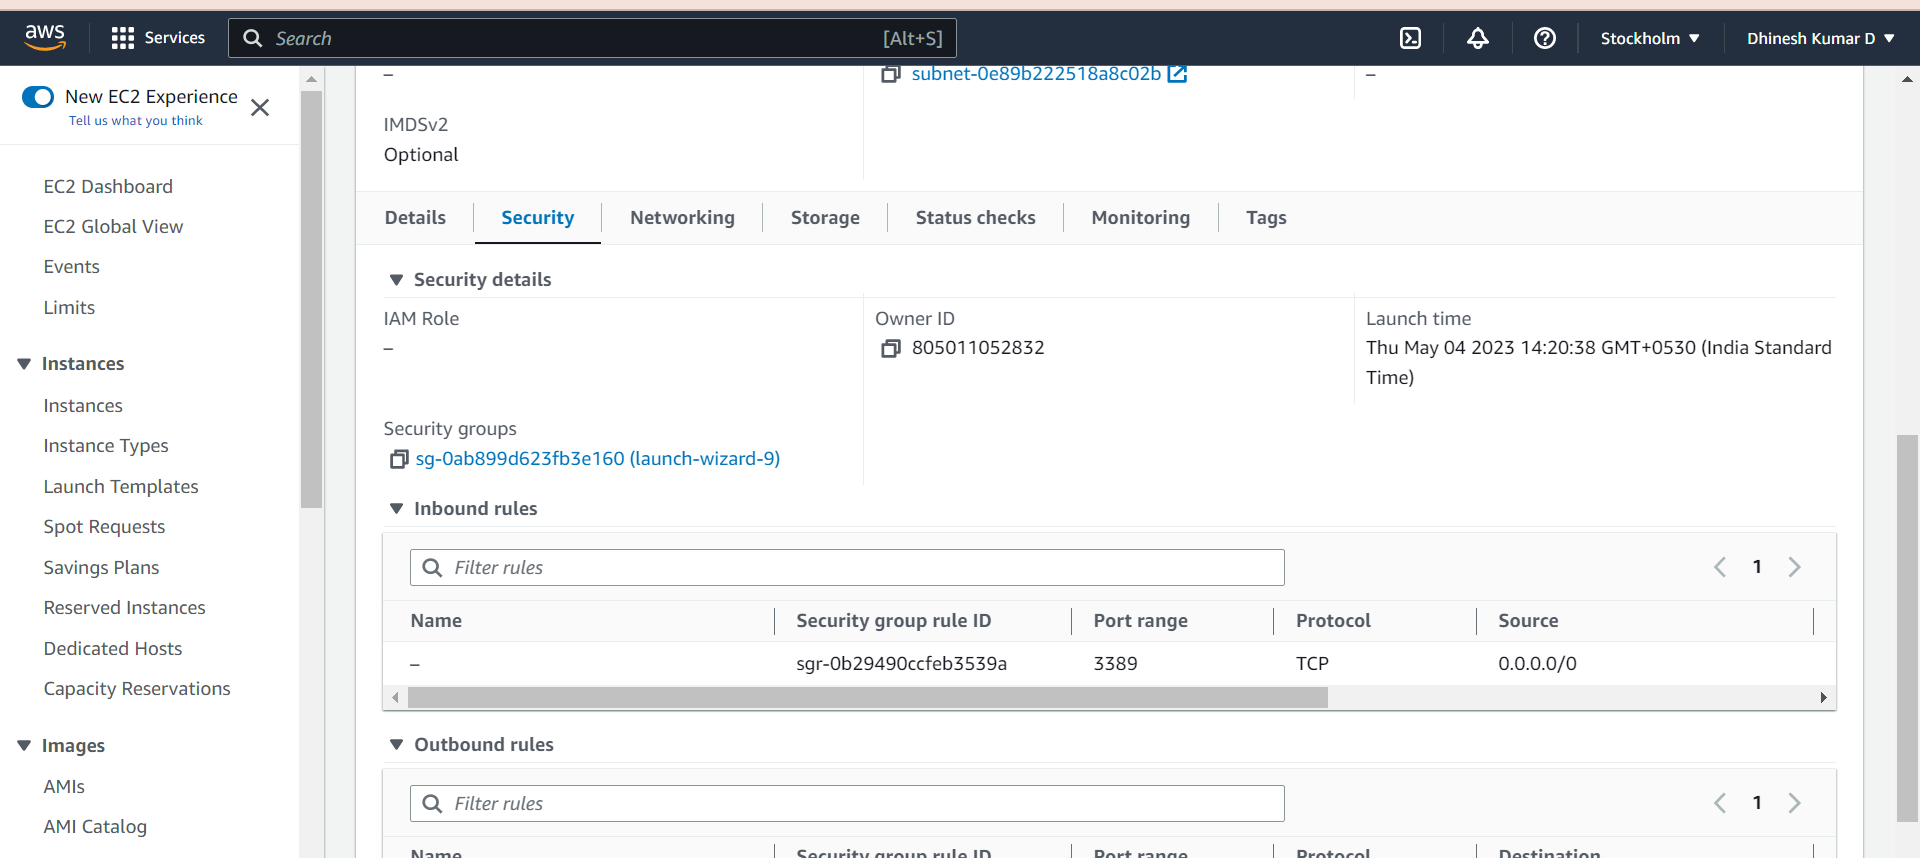 aws
Services
Search
[Alt+S]
Stockholm
Dhinesh Kumar D
New EC2 Experience
Tell us what you think
EC2 Dashboard
EC2 Global View
Events
Limits
Instances
Instances
Instance Types
Launch Templates
Spot Requests
Savings Plans
Reserved Instances
Dedicated Hosts
Capacity Reservations
Images
AMIs
AMI Catalog
–
subnet-0e89b222518a8c02b
–
IMDSv2
Optional
Details
Security
Networking
Storage
Status checks
Monitoring
Tags
Security details
IAM Role
–
Owner ID
805011052832
Launch time
Thu May 04 2023 14:20:38 GMT+0530 (India Standard
Time)
Security groups
sg-0ab899d623fb3e160 (launch-wizard-9)
Inbound rules
Filter rules
1
Name
Security group rule ID
Port range
Protocol
Source
–
sgr-0b29490ccfeb3539a
3389
TCP
0.0.0.0/0
Outbound rules
Filter rules
1
Name
Security group rule ID
Port range
Protocol
Destination